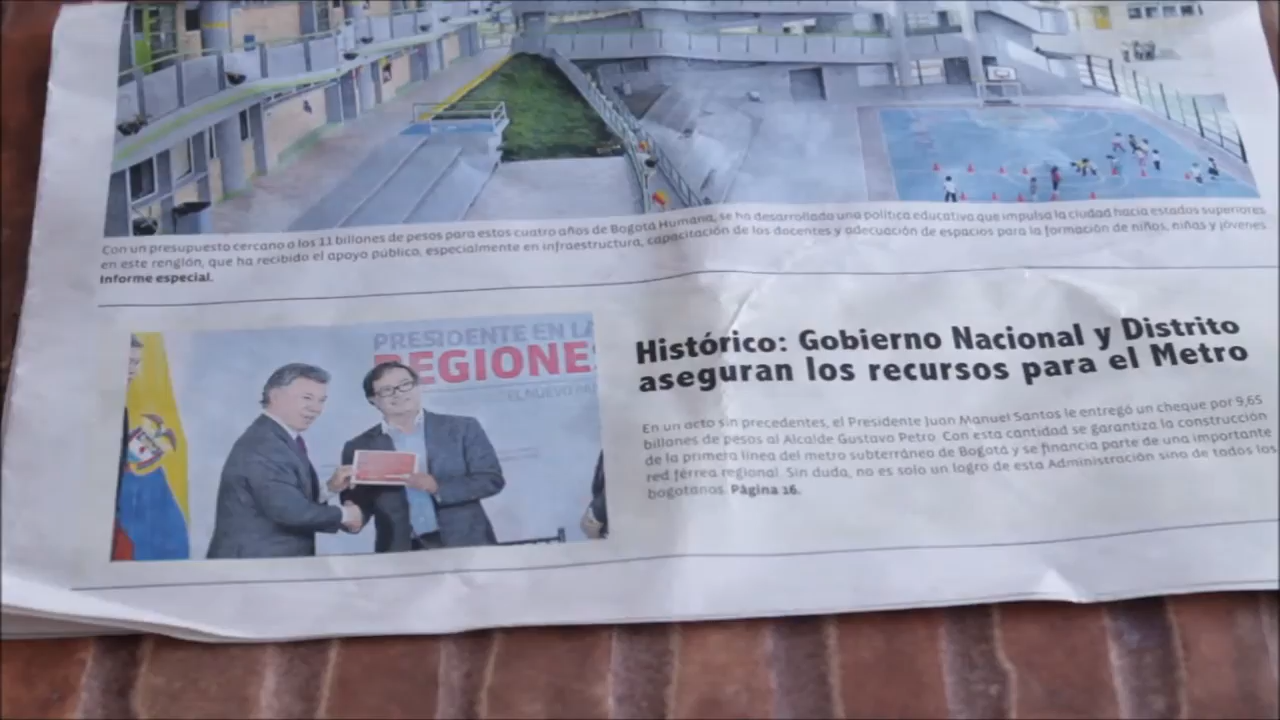 Con un presupuesto cercano a los 11 billones de pesos para estos cuatro años de Bogotá Humana, se ha desarrollado una política educativa que impulsa la ciudad hacia estados superiores
en este renglón, que ha recibido el apoyo público, especialmente en infraestructura, capacitación de los docentes y adecuación de espacios para la formación de niños, niñas y jóvenes.
Informe especial.
PRESIDENTE EN LA
REGIONES
EL NUEVO PAÍ
Histórico: Gobierno Nacional y Distrito
aseguran los recursos para el Metro
En un acto sin precedentes, el Presidente Juan Manuel Santos le entregó un cheque por 9,65
billones de pesos al Alcalde Gustavo Petro. Con esta cantidad se garantiza la construcción
de la primera línea del metro subterráneo de Bogotá y se financia parte de una importante
red férrea regional. Sin duda, no es solo un logro de esta Administración sino de todos los
bogotanos. Página 16.